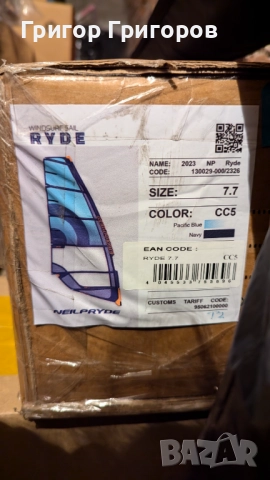 Григор Григоров
WINDSURF SAIL
RYDE
NAME: 2023 NP Ryde
CODE: 130029-008/2326
SIZE: 7.7
COLOR: CC5
Pacific Blue
Navy
EAN CODE :
RYDE 7.7 CC5
CUSTOMS TARIFF CODE:
NEILPRYDE
12
BAZAR